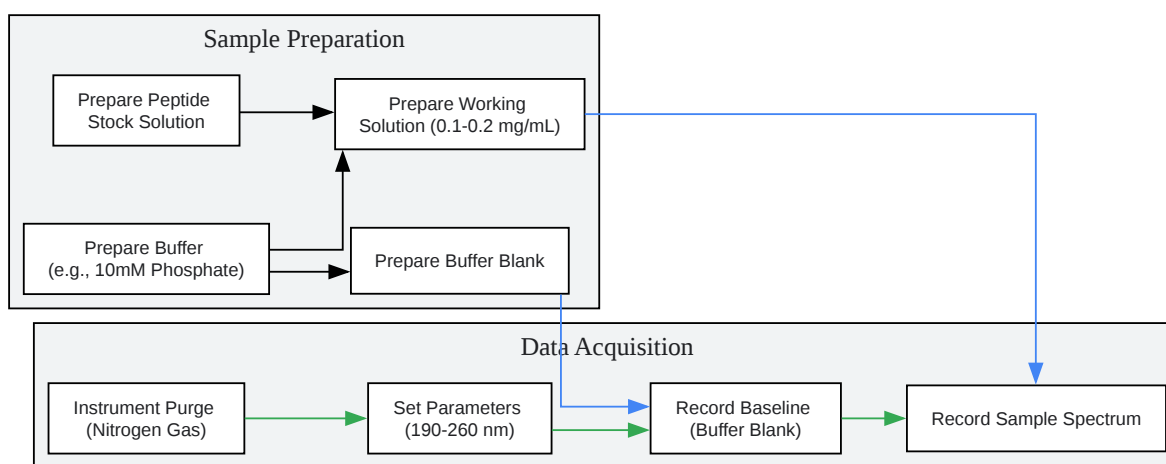 Sample Preparation
Prepare Peptide
Stock Solution
Prepare Working
Solution (0.1-0.2 mg/mL)
Prepare Buffer
(e.g., 10mM Phosphate)
Prepare Buffer Blank
Data Acquisition
Instrument Purge
(Nitrogen Gas)
Set Parameters
(190-260 nm)
Record Baseline
(Buffer Blank)
Record Sample Spectrum